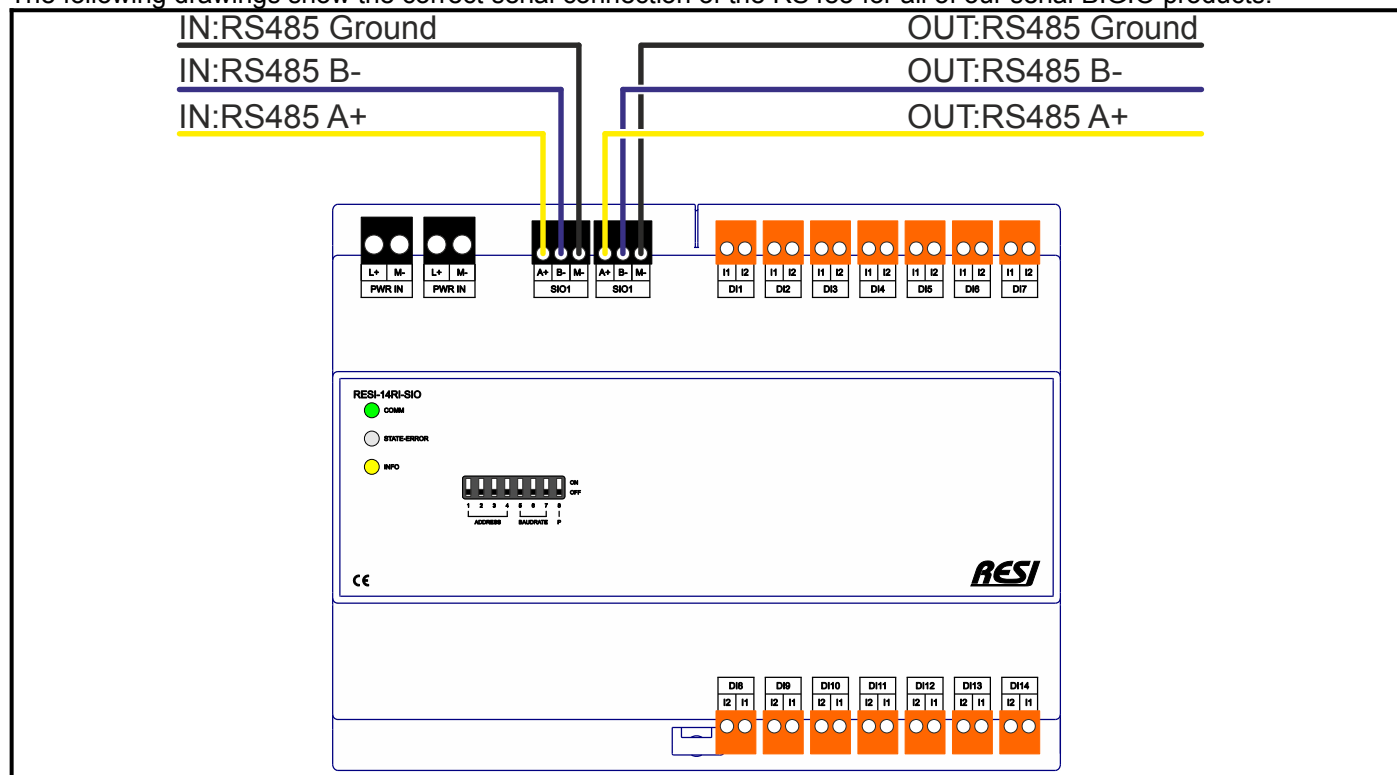 The following drawings show the correct serial connection of the RS485 for all of our serial DIGIO products.
IN:RS485 Ground OUT:RS485 Ground
IN:RS485 B- OUT:RS485 B-
IN:RS485 A+ OUT:RS485 A+
L+ M- L+ M- A+ B- M- A+ B- M- I1 I2 I1 I2 I1 I2 I1 I2 I1 I2 I1 I2 I1 I2
PWR IN PWR IN SIO1 SIO1 DI1 DI2 DI3 DI4 DI5 DI6 DI7
RESI-14RI-SIO
COMM
STATE-ERROR
INFO
ON
OFF
1 2 3 4 5 6 7 8
ADDRESS BAUDRATE P
CE RESI
DI8 DI9 DI10 DI11 DI12 DI13 DI14
I2 I1 I2 I1 I2 I1 I2 I1 I2 I1 I2 I1 I2 I1